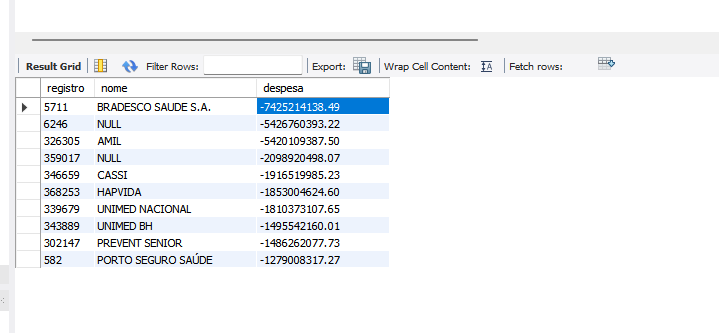 Result Grid Filter Rows: Export: Wrap Cell Content: Fetch rows:
registro nome despesa
5711 BRADESCO SAUDE S.A. -7425214138.49
6246 NULL -5426760393.22
326305 AMIL -5420109387.50
359017 NULL -2098920498.07
346659 CASSI -1916519985.23
368253 HAPVIDA -1853004624.60
339679 UNIMED NACIONAL -1810373107.65
343889 UNIMED BH -1495542160.01
302147 PREVENT SENIOR -1486262077.73
582 PORTO SEGURO SAÚDE -1279008317.27